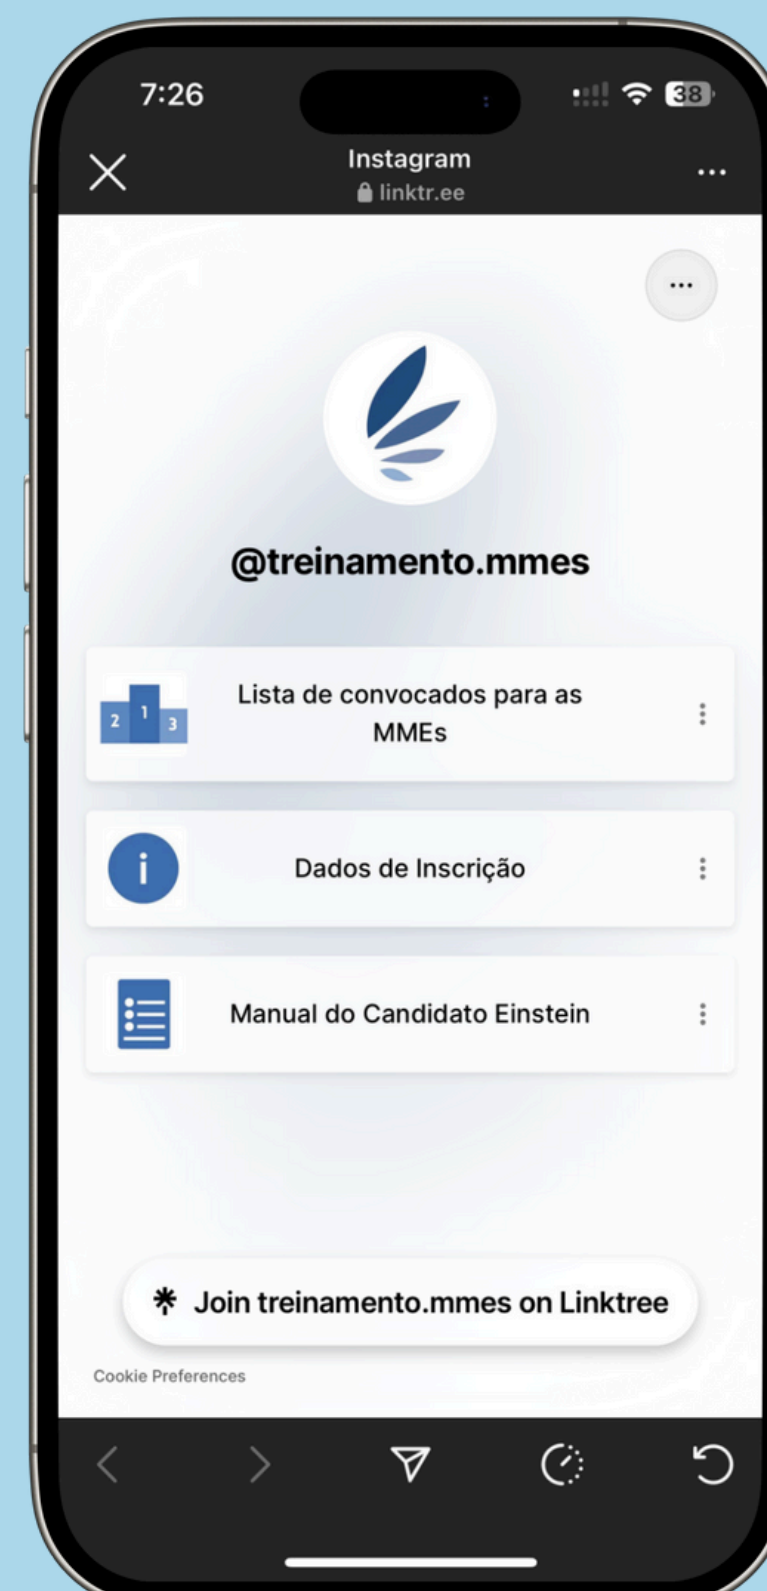 7:26
38
Instagram
linktr.ee
@treinamento.mmes
2 1 3
Lista de convocados para as
MMEs
i
Dados de Inscrição
Manual do Candidato Einstein
Join treinamento.mmes on Linktree
Cookie Preferences